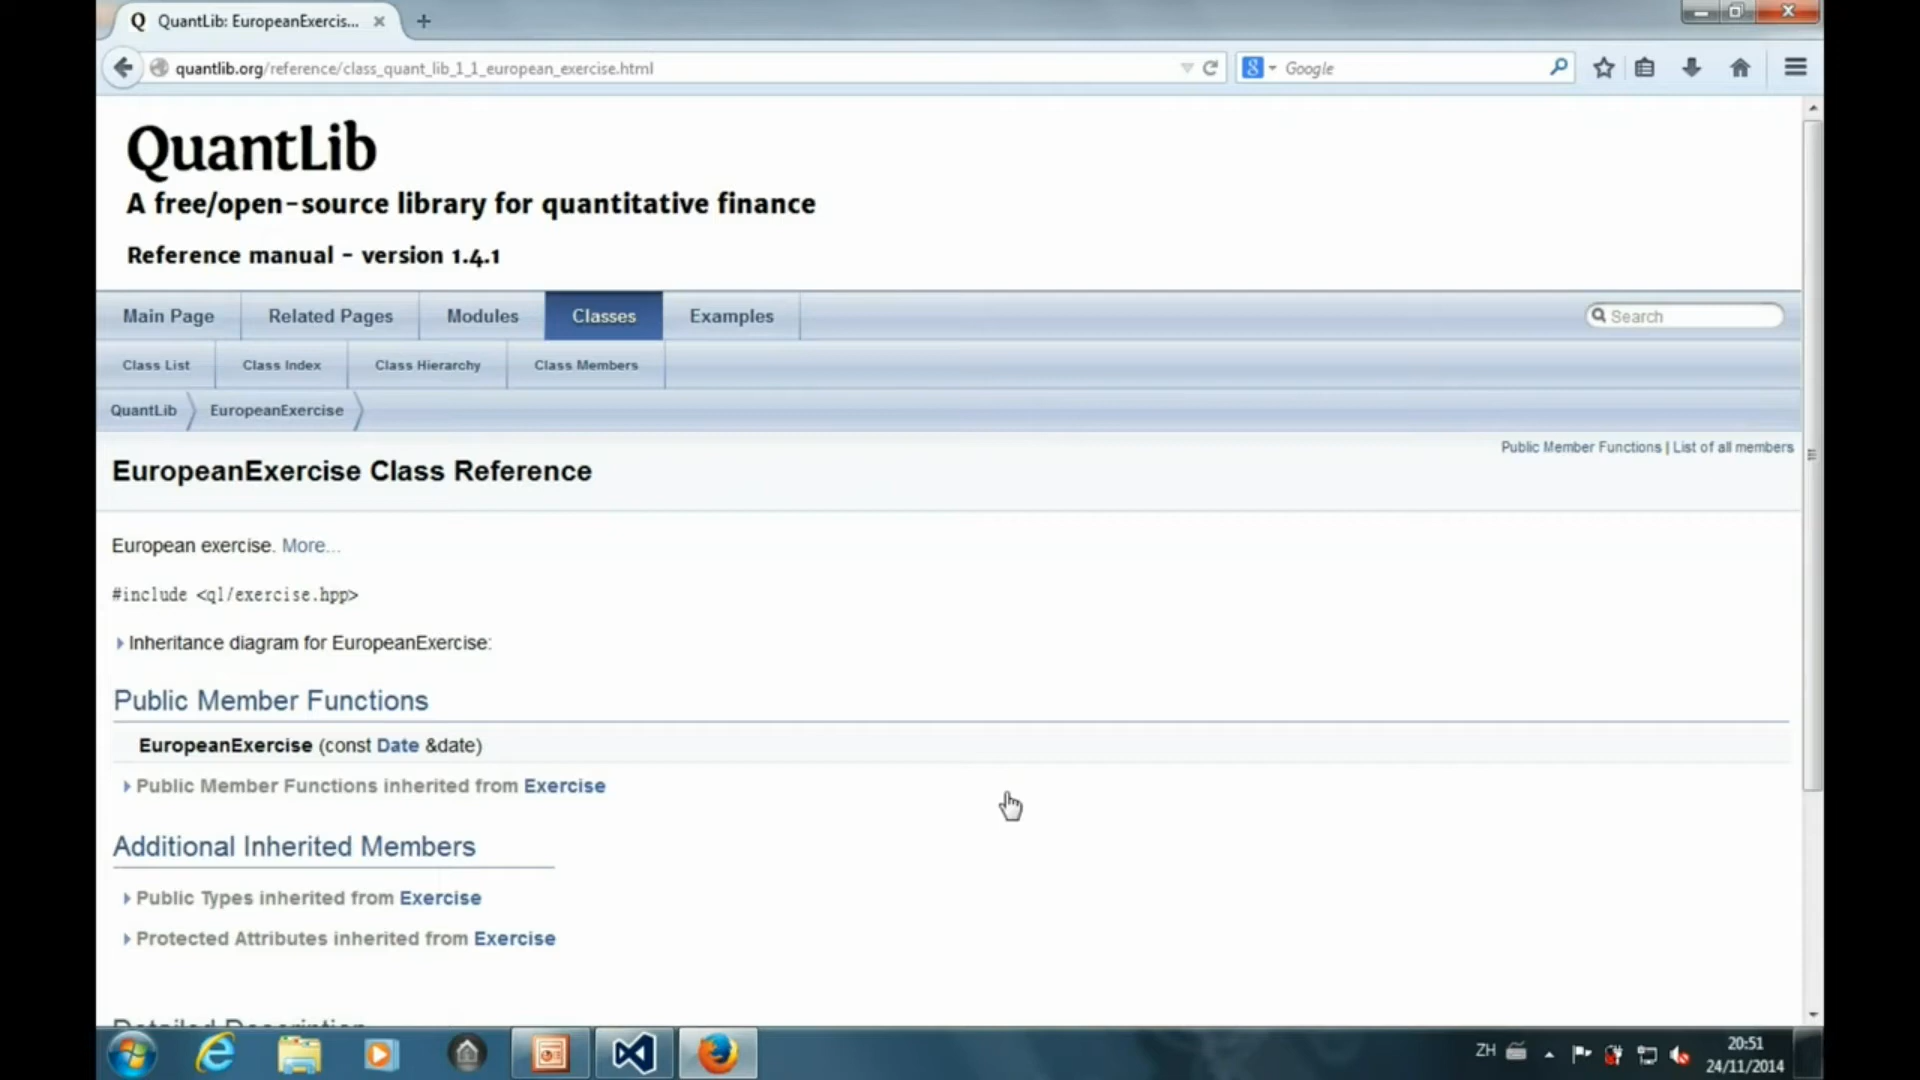 QuantLib: EuropeanExercis...
quantlib.org/reference/class_quant_lib_1_1_european_exercise.html
Google
QuantLib
A free/open-source library for quantitative finance
Reference manual - version 1.4.1
Main Page
Related Pages
Modules
Classes
Examples
Search
Class List
Class Index
Class Hierarchy
Class Members
QuantLib
EuropeanExercise
Public Member Functions | List of all members
EuropeanExercise Class Reference
European exercise. More...
#include <ql/exercise.hpp>
Inheritance diagram for EuropeanExercise:
Public Member Functions
EuropeanExercise (const Date &date)
Public Member Functions inherited from Exercise
Additional Inherited Members
Public Types inherited from Exercise
Protected Attributes inherited from Exercise
Detailed Description
ZH
20:51
24/11/2014